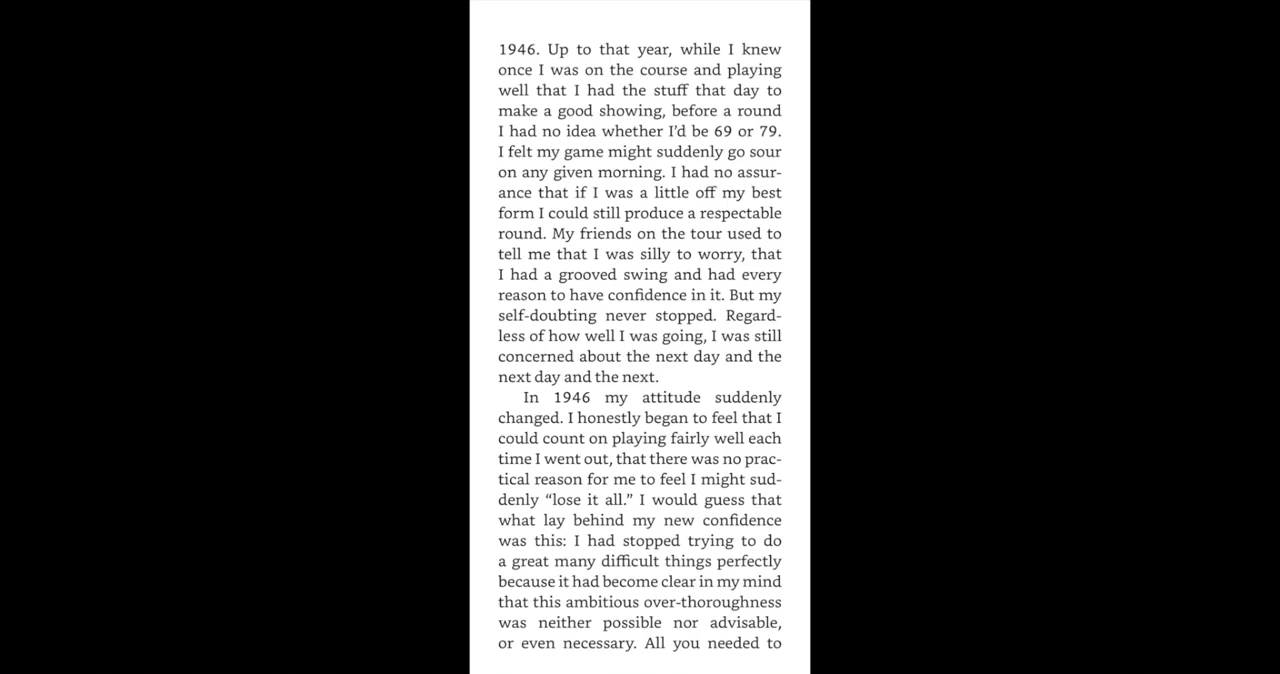 1946. Up to that year, while I knew
once I was on the course and playing
well that I had the stuff that day to
make a good showing, before a round
I had no idea whether I’d be 69 or 79.
I felt my game might suddenly go sour
on any given morning. I had no assur-
ance that if I was a little off my best
form I could still produce a respectable
round. My friends on the tour used to
tell me that I was silly to worry, that
I had a grooved swing and had every
reason to have confidence in it. But my
self-doubting never stopped. Regard-
less of how well I was going, I was still
concerned about the next day and the
next day and the next.
In 1946 my attitude suddenly
changed. I honestly began to feel that I
could count on playing fairly well each
time I went out, that there was no prac-
tical reason for me to feel I might sud-
denly “lose it all.” I would guess that
what lay behind my new confidence
was this: I had stopped trying to do
a great many difficult things perfectly
because it had become clear in my mind
that this ambitious over-thoroughness
was neither possible nor advisable,
or even necessary. All you needed to